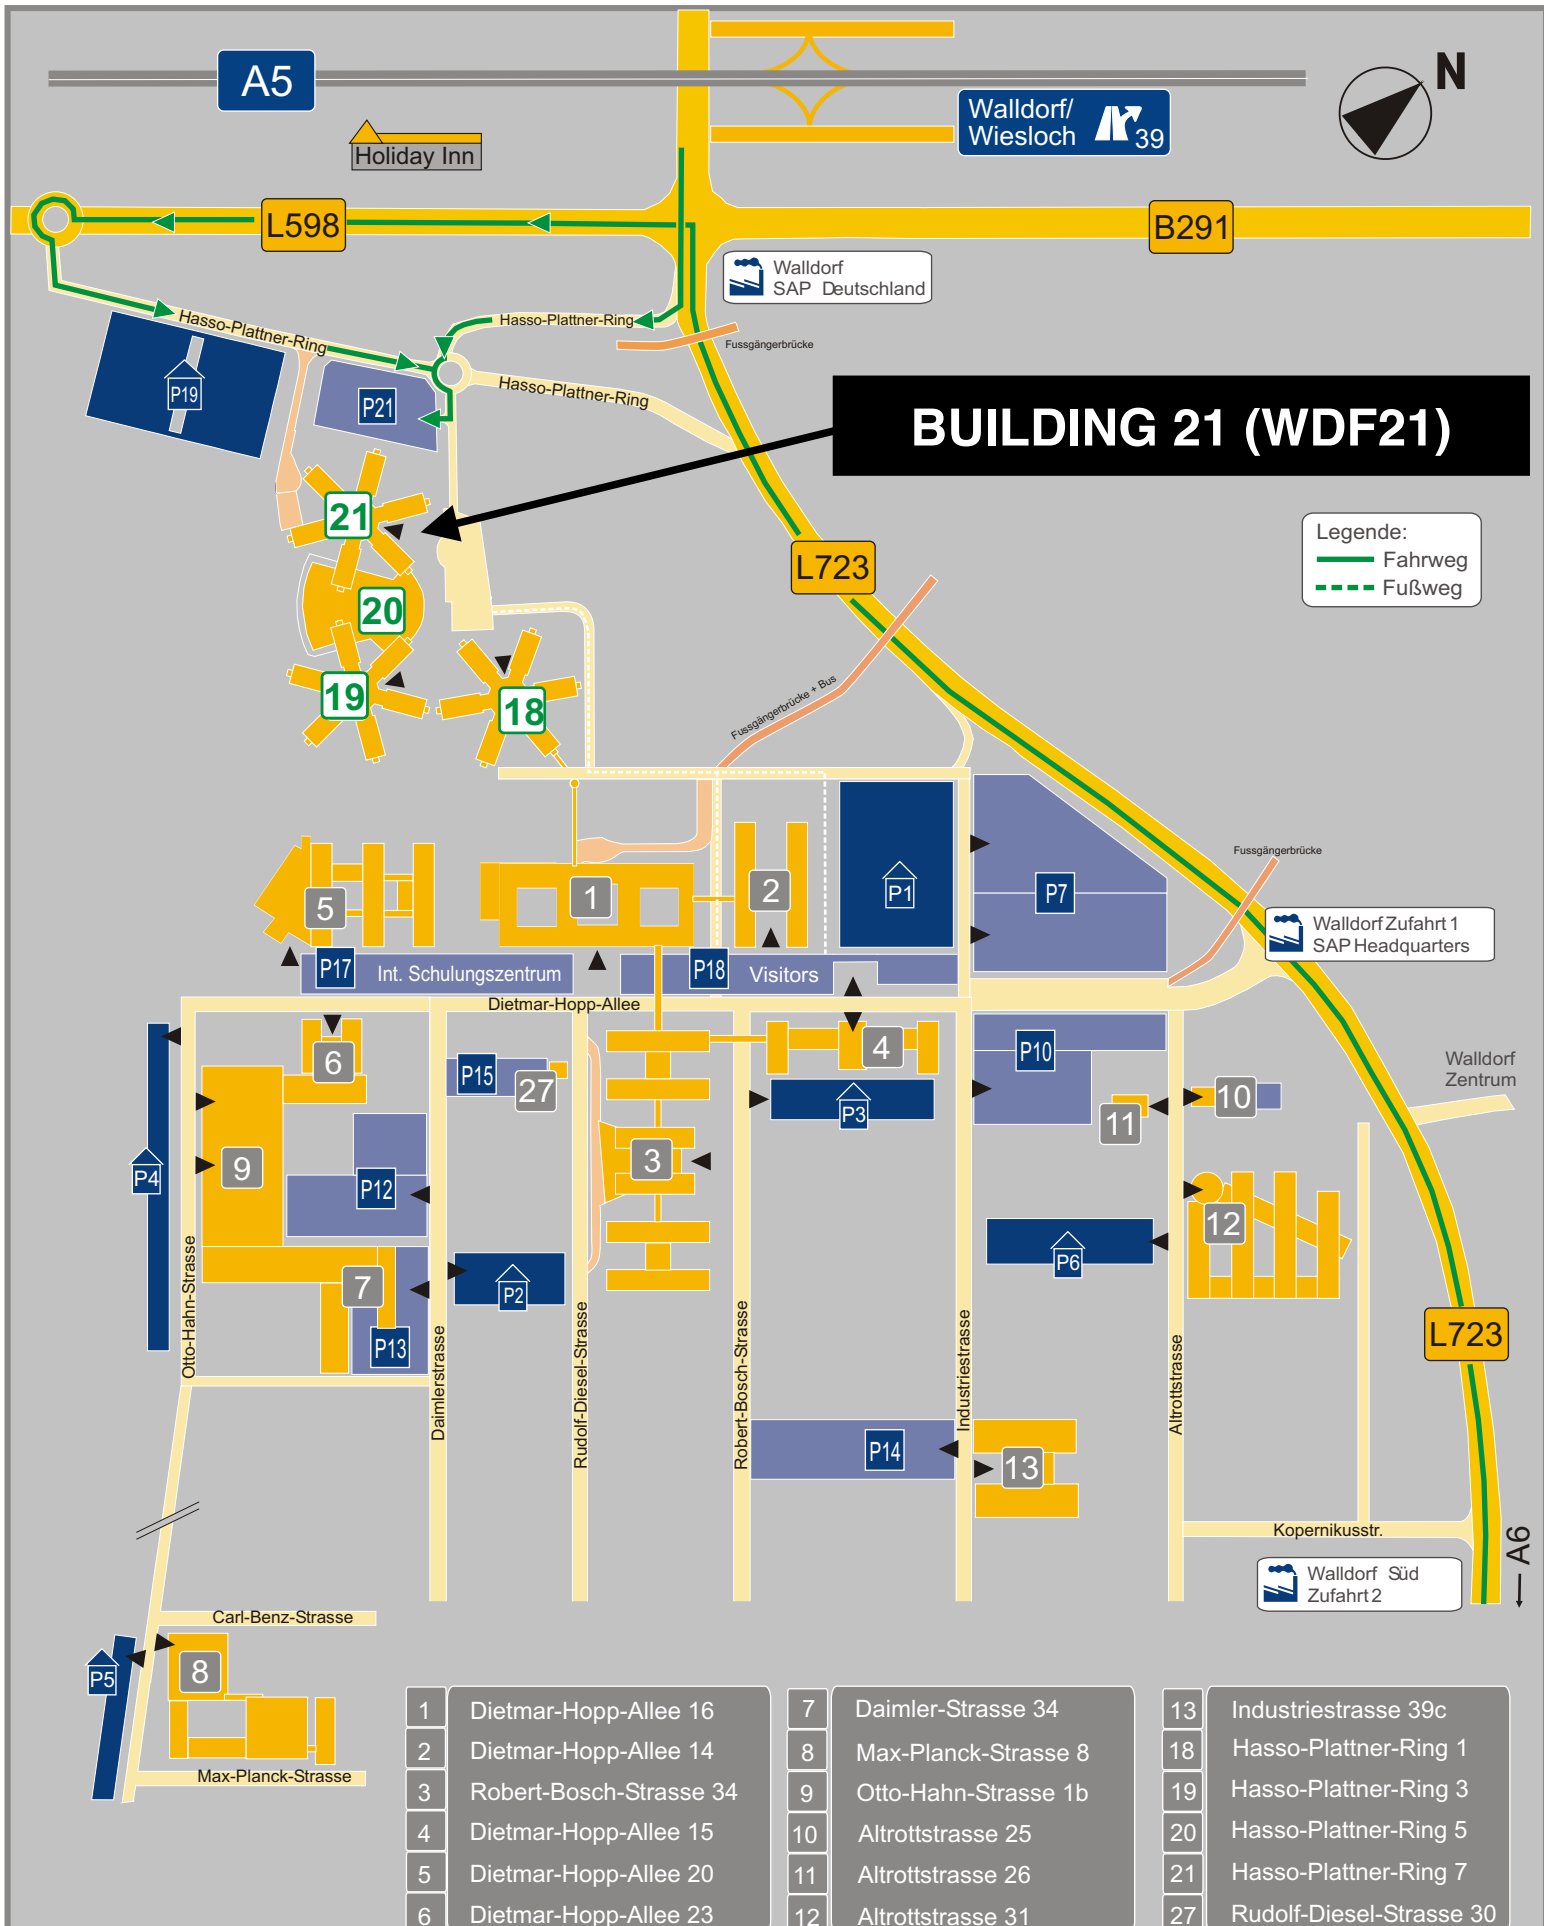 A5
N
Walldorf/
Wiesloch
39
Holiday Inn
L598
B291
Walldorf
SAP Deutschland
Hasso-Plattner-Ring
Hasso-Plattner-Ring
Fussgängerbrücke
Hasso-Plattner-Ring
P19
P21
BUILDING 21 (WDF21)
21
L723
Legende:
Fahrweg
Fußweg
20
19
18
Fussgängerbrücke + Bus
Fussgängerbrücke
5
1
2
P1
P7
Walldorf Zufahrt 1
SAP Headquarters
P17
Int. Schulungszentrum
P18
Visitors
Dietmar-Hopp-Allee
6
P15
27
4
P10
Walldorf
Zentrum
P3
11
10
P4
9
P12
3
12
P6
7
P2
P13
Otto-Hahn-Strasse
Daimlerstrasse
Rudolf-Diesel-Strasse
Robert-Bosch-Strasse
Industriestrasse
Altrottstrasse
L723
P14
13
Kopernikusstr.
A6
Walldorf Süd
Zufahrt 2
Carl-Benz-Strasse
P5
8
Max-Planck-Strasse
1 Dietmar-Hopp-Allee 16
2 Dietmar-Hopp-Allee 14
3 Robert-Bosch-Strasse 34
4 Dietmar-Hopp-Allee 15
5 Dietmar-Hopp-Allee 20
6 Dietmar-Hopp-Allee 23
7 Daimler-Strasse 34
8 Max-Planck-Strasse 8
9 Otto-Hahn-Strasse 1b
10 Altrottstrasse 25
11 Altrottstrasse 26
12 Altrottstrasse 31
13 Industriestrasse 39c
18 Hasso-Plattner-Ring 1
19 Hasso-Plattner-Ring 3
20 Hasso-Plattner-Ring 5
21 Hasso-Plattner-Ring 7
27 Rudolf-Diesel-Strasse 30